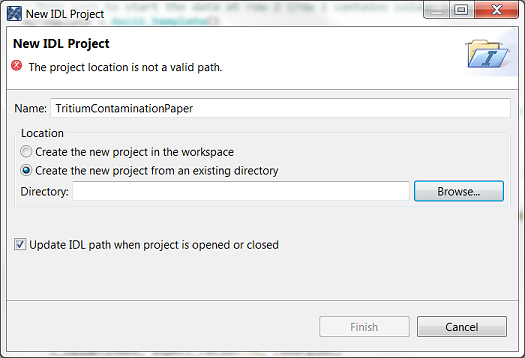 New IDL Project
New IDL Project
The project location is not a valid path.
Name: TritiumContaminationPaper
Location
Create the new project in the workspace
Create the new project from an existing directory
Directory: Browse...
Update IDL path when project is opened or closed
Finish Cancel